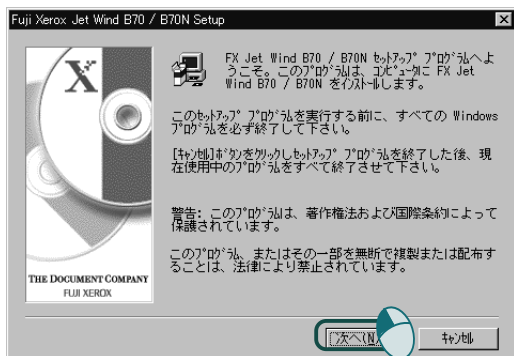 Fuji Xerox Jet Wind B70 / B70N Setup
FX Jet Wind B70 / B70N ｾｯﾄｱｯﾌﾟ ﾌﾟﾛｸﾞﾗﾑへよ
うこそ。このﾌﾟﾛｸﾞﾗﾑは、ｺﾝﾋﾟｭｰﾀに FX Jet
Wind B70 / B70N をｲﾝｽﾄｰﾙします。
このｾｯﾄｱｯﾌﾟ ﾌﾟﾛｸﾞﾗﾑを実行する前に、すべての Windows
ﾌﾟﾛｸﾞﾗﾑを必ず終了して下さい。
[ｷｬﾝｾﾙ]ﾎﾞﾀﾝをｸﾘｯｸしｾｯﾄｱｯﾌﾟ ﾌﾟﾛｸﾞﾗﾑを終了した後、現
在使用中のﾌﾟﾛｸﾞﾗﾑをすべて終了させて下さい。
警告: このﾌﾟﾛｸﾞﾗﾑは、著作権法および国際条約によって
保護されています。
このﾌﾟﾛｸﾞﾗﾑ、またはその一部を無断で複製または配布す
ることは、法律により禁止されています。
X
THE DOCUMENT COMPANY
FUJI XEROX
次へ(N)
ｷｬﾝｾﾙ